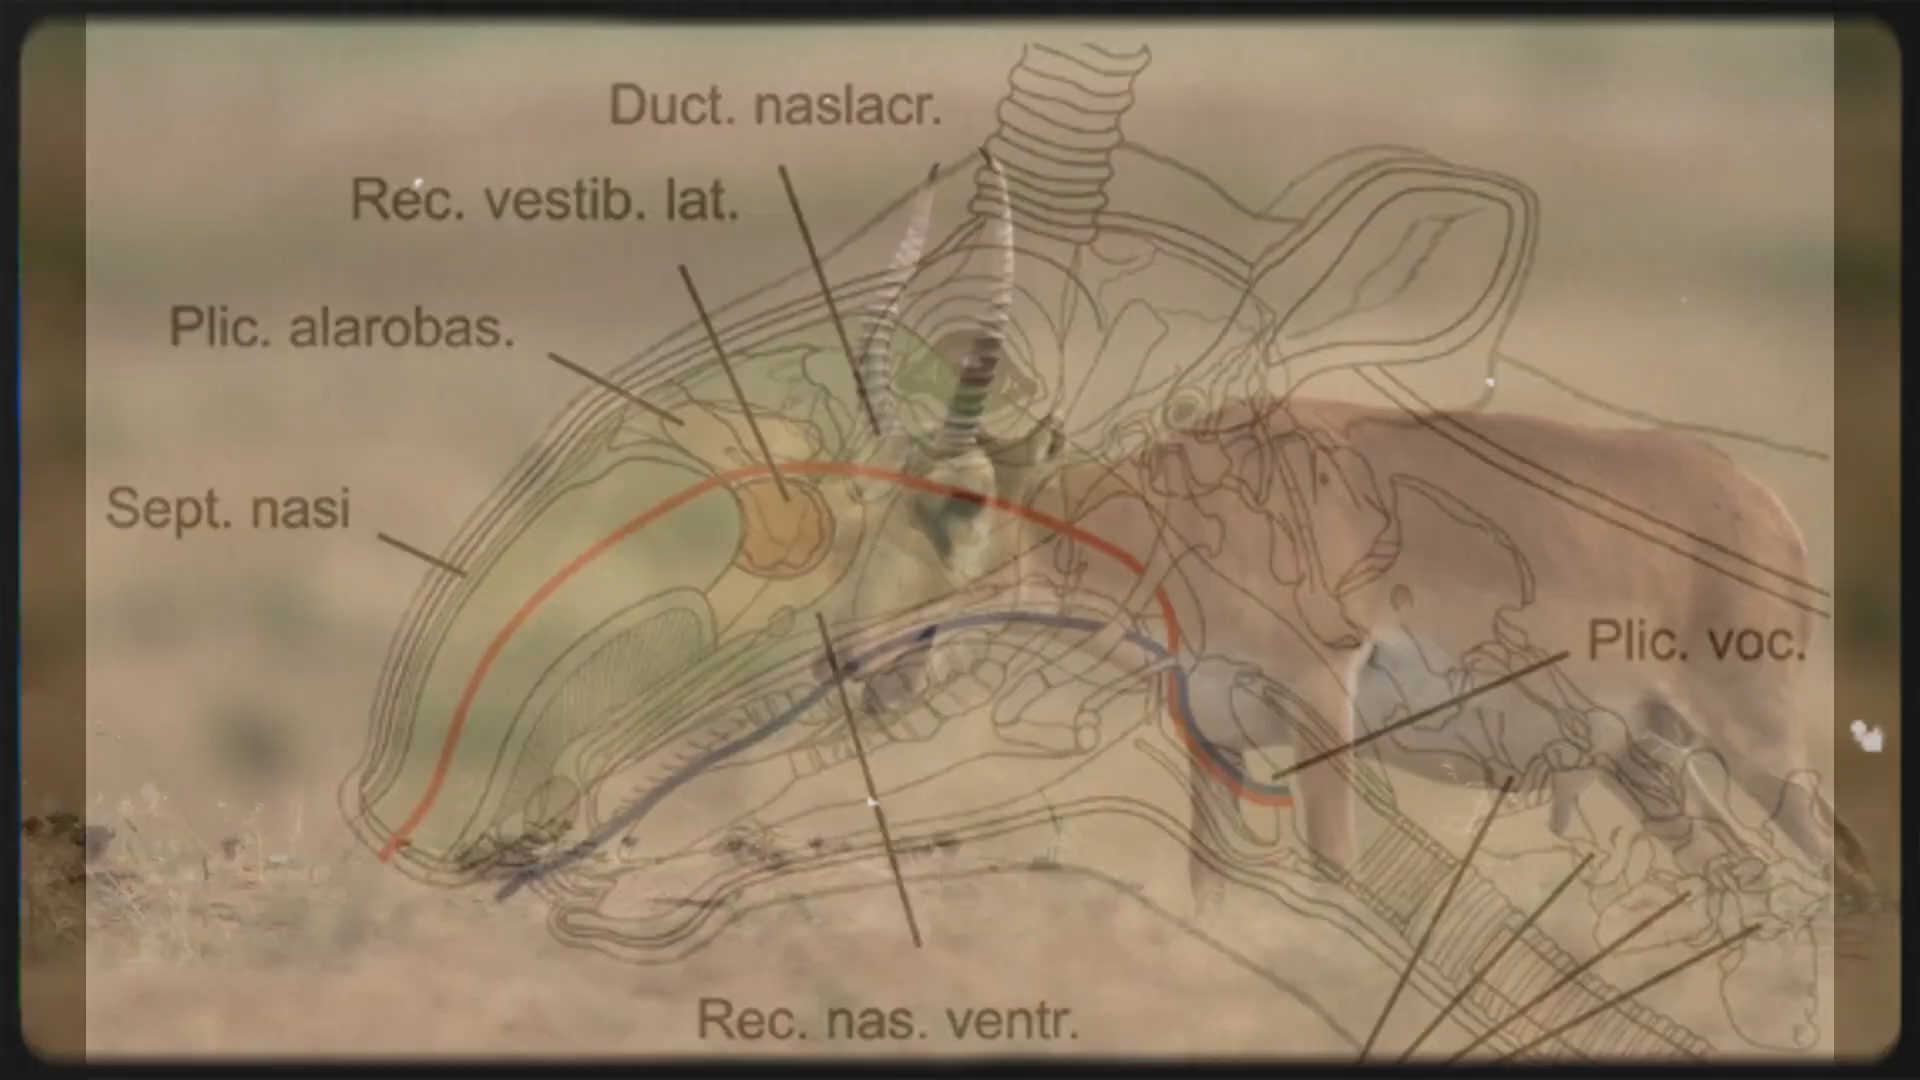 Duct. naslacr.
Rec. vestib. lat.
Plic. alarobas.
Sept. nasi
Plic. voc.
Rec. nas. ventr.